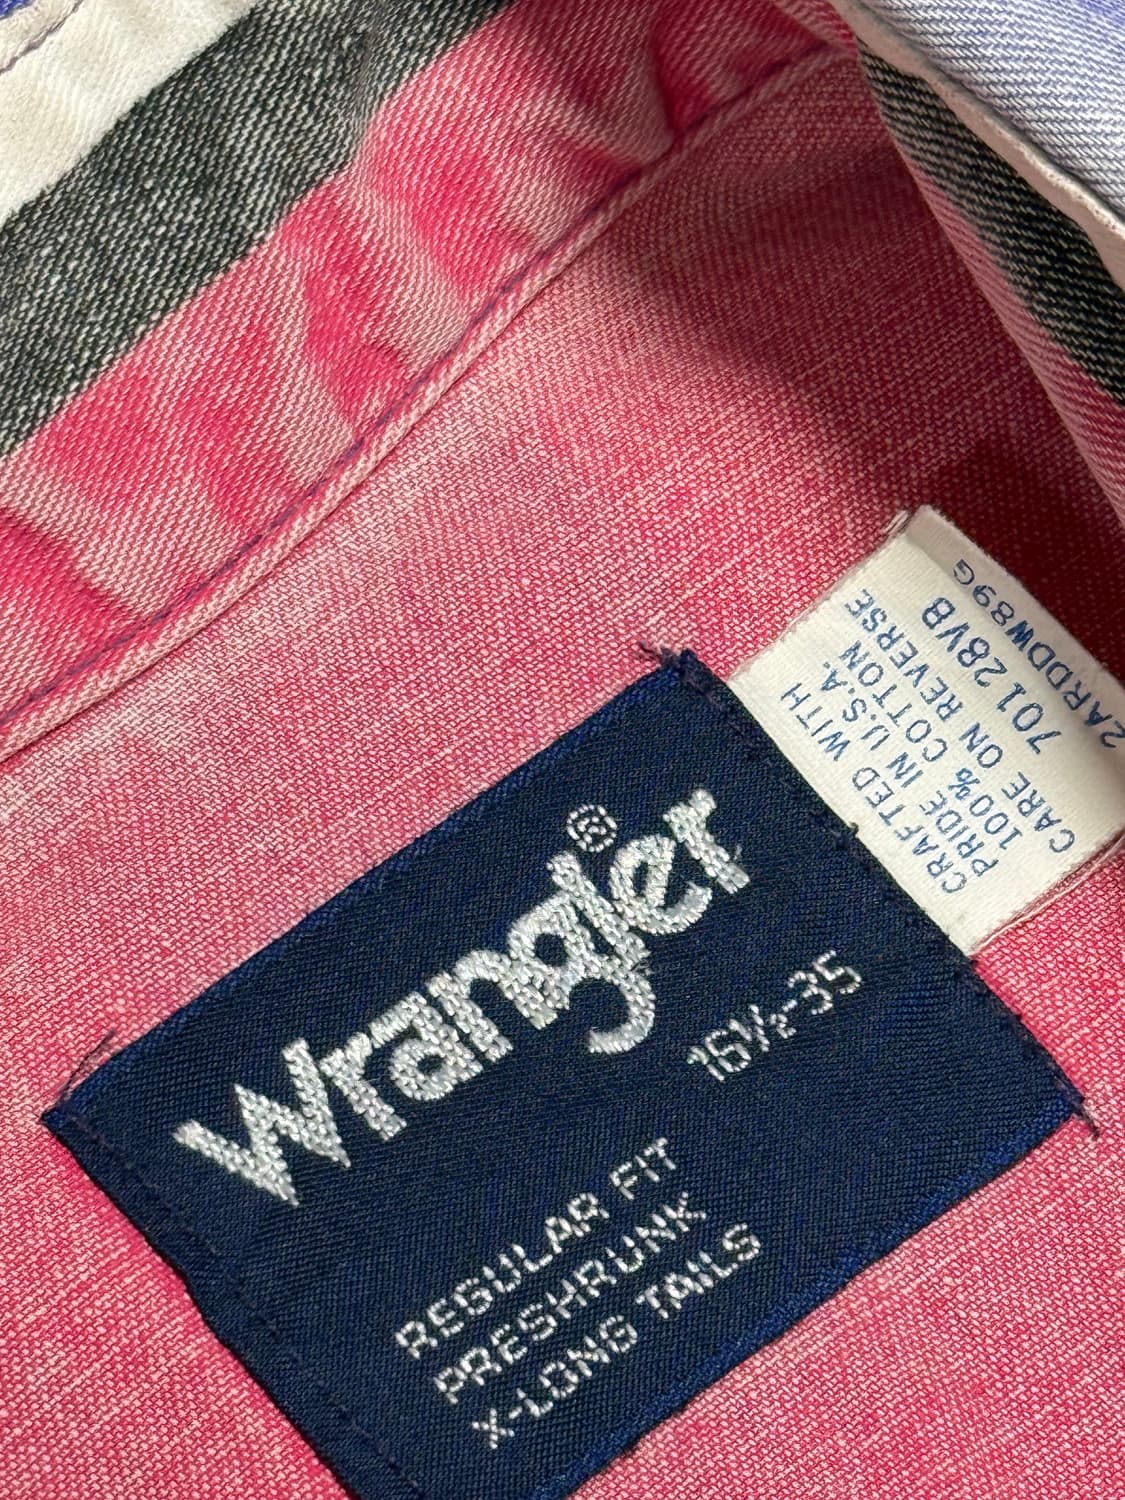 Wrangler®
16½-35
REGULAR FIT
PRESHRUNK
X-LONG TAILS
CRAFTED WITH
PRIDE IN U.S.A.
100% COTTON
CARE ON REVERSE
70128VB
2ARDDW89G